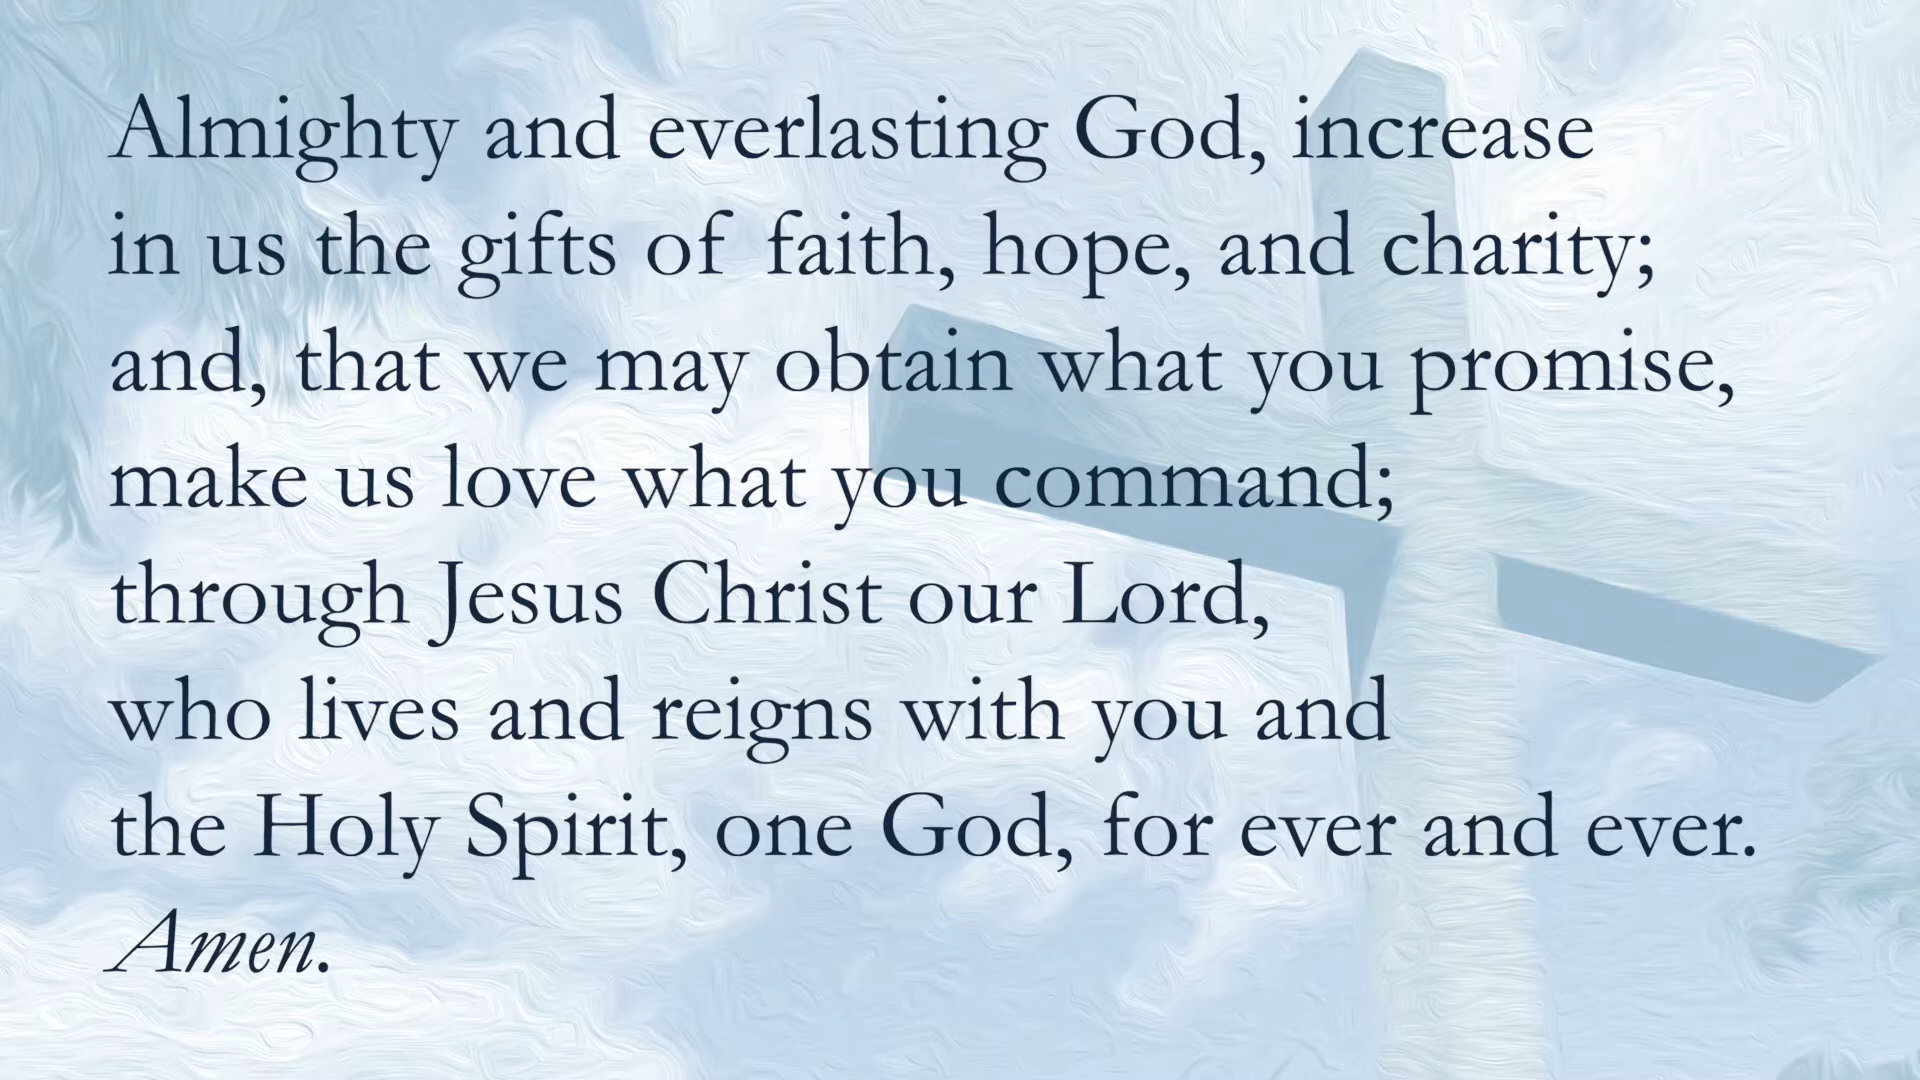 Almighty and everlasting God, increase
in us the gifts of faith, hope, and charity;
and, that we may obtain what you promise,
make us love what you command;
through Jesus Christ our Lord,
who lives and reigns with you and
the Holy Spirit, one God, for ever and ever.
Amen.